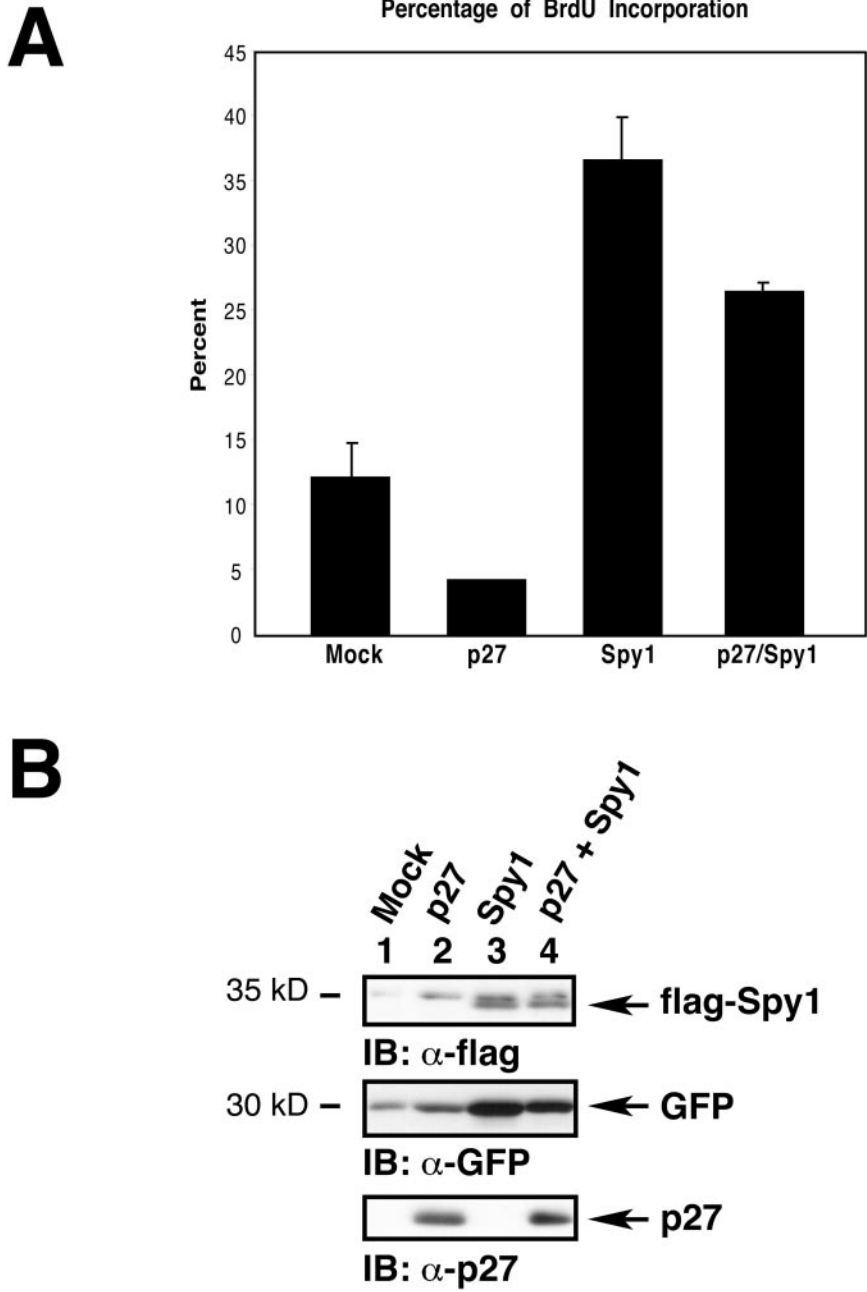 A
Percentage of BrdU Incorporation
45
40
35
30
25
20
15
10
5
0
Percent
Mock p27 Spy1 p27/Spy1
B
Mock p27 Spy1 p27 + Spy1
1 2 3 4
35 kD – flag-Spy1
IB: α-flag
30 kD – GFP
IB: α-GFP
p27
IB: α-p27